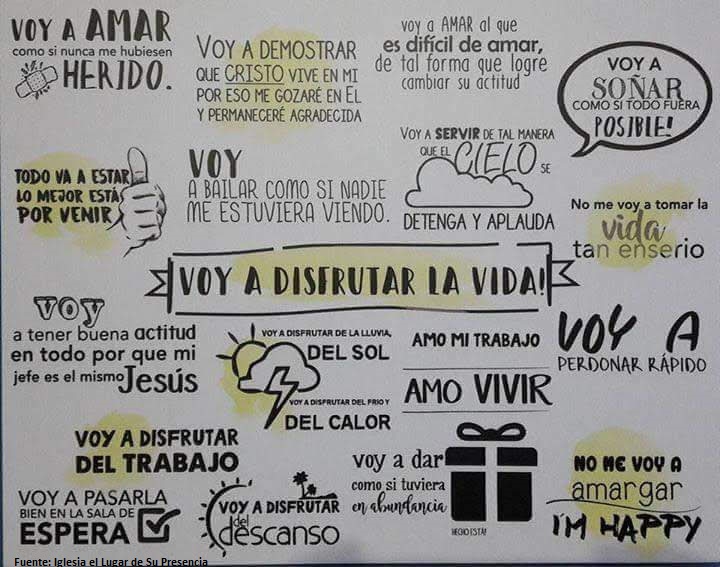 VOY A AMAR
como si nunca me hubiesen
HERIDO.
VOY A DEMOSTRAR
QUE CRISTO VIVE EN MI
POR ESO ME GOZARÉ EN EL
Y PERMANECERÉ AGRADECIDA
voy a AMAR al que
es difícil de amar,
de tal forma que logre
cambiar su actitud
VOY A
SOÑAR
COMO SI TODO FUERA
POSIBLE!
TODO VA A ESTAR
LO MEJOR ESTÁ
POR VENIR
VOY
A BAILAR COMO SI NADIE
ME ESTUVIERA VIENDO.
VOY A SERVIR DE TAL MANERA
QUE EL CIELO SE
DETENGA Y APLAUDA
No me voy a tomar la
vida
tan enserio
VOY A DISFRUTAR LA VIDA!
VOY
a tener buena actitud
en todo por que mi
jefe es el mismo Jesús
VOY A DISFRUTAR DE LA LLUVIA,
DEL SOL
VOY A DISFRUTAR DEL FRIO Y
DEL CALOR
AMO MI TRABAJO
AMO VIVIR
VOY A
PERDONAR RÁPIDO
VOY A DISFRUTAR
DEL TRABAJO
VOY A PASARLA
BIEN EN LA SALA DE
ESPERA
VOY A DISFRUTAR
del
descanso
voy a dar
como si tuviera
en abundancia
HECHO ESTÁ!
NO ME VOY A
amargar
I'M HAPPY
Fuente: Iglesia el Lugar de Su Presencia